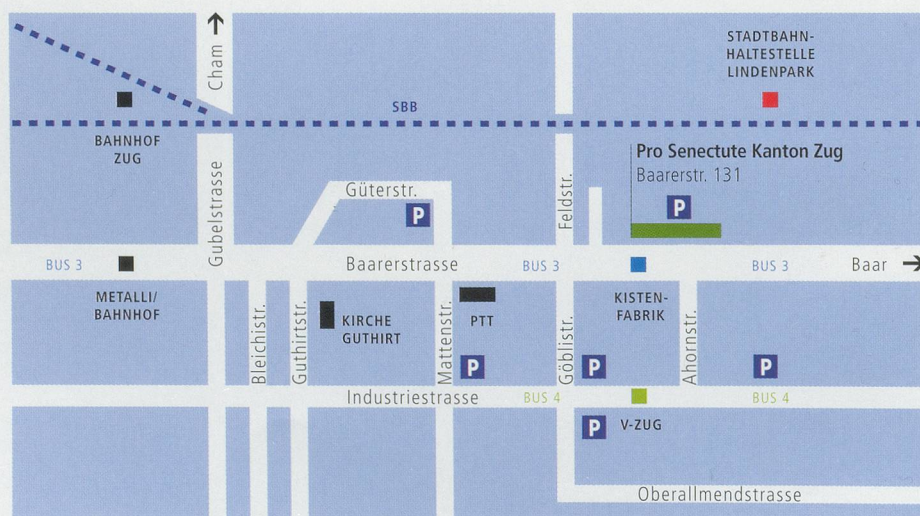 Cham
STADTBAHN-
HALTESTELLE
LINDENPARK
SBB
BAHNHOF
ZUG
Pro Senectute Kanton Zug
Baarerstr. 131
Gubelstrasse
Güterstr.
P
Feldstr.
P
BUS 3
Baarerstrasse
BUS 3
BUS 3
Baar
METALLI/
BAHNHOF
KISTEN-
FABRIK
Bleichistr.
Guthirtstr.
KIRCHE
GUTHIRT
Mattenstr.
PTT
Göblistr.
Ahornstr.
P
P
P
Industriestrasse
BUS 4
BUS 4
P
V-ZUG
Oberallmendstrasse